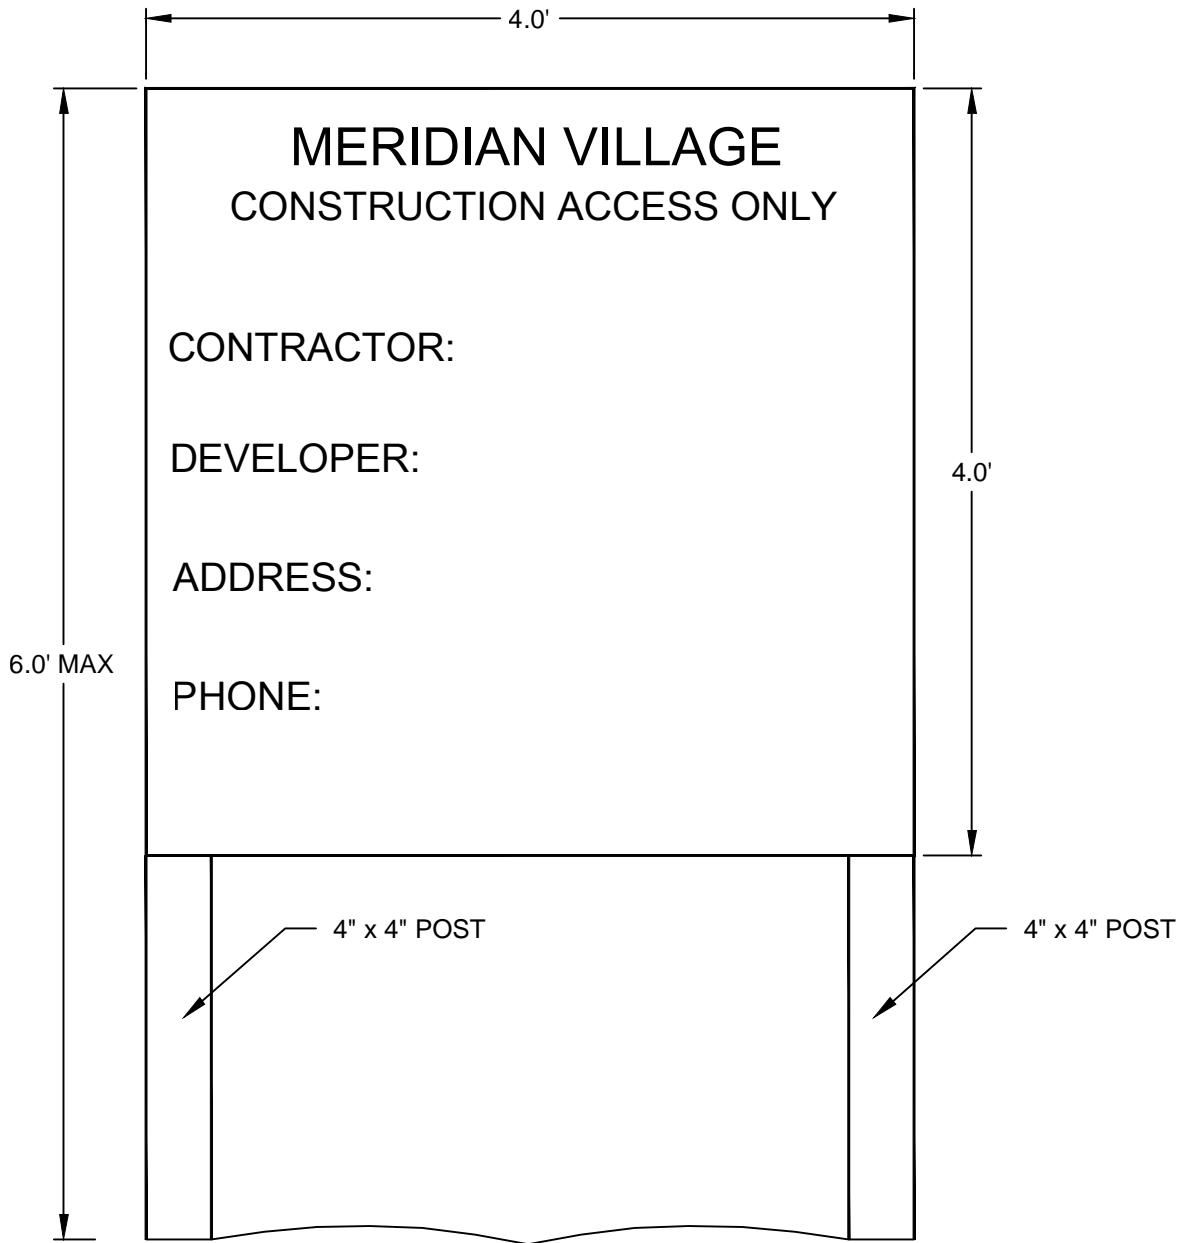 4.0'
MERIDIAN VILLAGE
CONSTRUCTION ACCESS ONLY
CONTRACTOR:
DEVELOPER:
4.0'
ADDRESS:
6.0' MAX
PHONE:
4" x 4" POST
4" x 4" POST